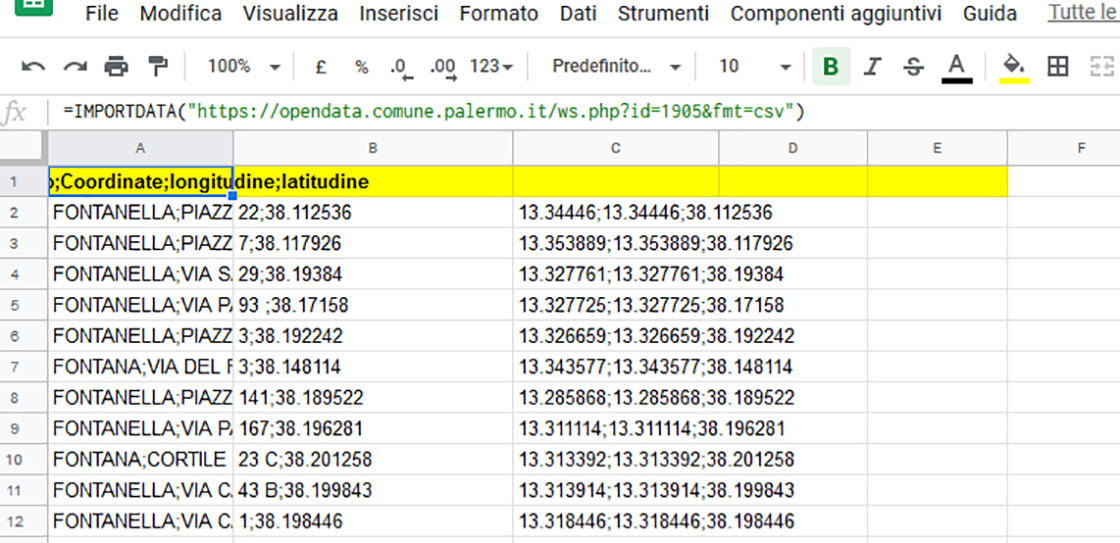 File Modifica Visualizza Inserisci Formato Dati Strumenti Componenti aggiuntivi Guida Tutte le
100% £ % .0 .00 123 Predefinito... 10 B I S A
fx =IMPORTDATA("https://opendata.comune.palermo.it/ws.php?id=1905&fmt=csv")
A B C D E F
1 ;Coordinate;longitudine;latitudine
2 FONTANELLA;PIAZZ 22;38.112536 13.34446;13.34446;38.112536
3 FONTANELLA;PIAZZ 7;38.117926 13.353889;13.353889;38.117926
4 FONTANELLA;VIA S 29;38.19384 13.327761;13.327761;38.19384
5 FONTANELLA;VIA P 93 ;38.17158 13.327725;13.327725;38.17158
6 FONTANELLA;PIAZZ 3;38.192242 13.326659;13.326659;38.192242
7 FONTANA;VIA DEL 3;38.148114 13.343577;13.343577;38.148114
8 FONTANELLA;PIAZZ 141;38.189522 13.285868;13.285868;38.189522
9 FONTANELLA;VIA P 167;38.196281 13.311114;13.311114;38.196281
10 FONTANA;CORTILE 23 C;38.201258 13.313392;13.313392;38.201258
11 FONTANELLA;VIA C 43 B;38.199843 13.313914;13.313914;38.199843
12 FONTANELLA;VIA C 1;38.198446 13.318446;13.318446;38.198446